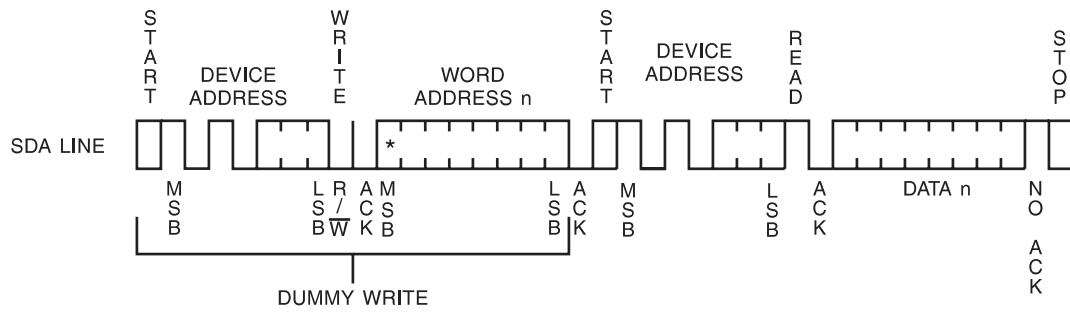 START
WRITE
START
READ
STOP
DEVICE
ADDRESS
WORD
ADDRESS n
DEVICE
ADDRESS
SDA LINE
*
MSB
LSB
R/W
ACK
MSB
LSB
ACK
MSB
LSB
ACK
DATA n
NO ACK
DUMMY WRITE